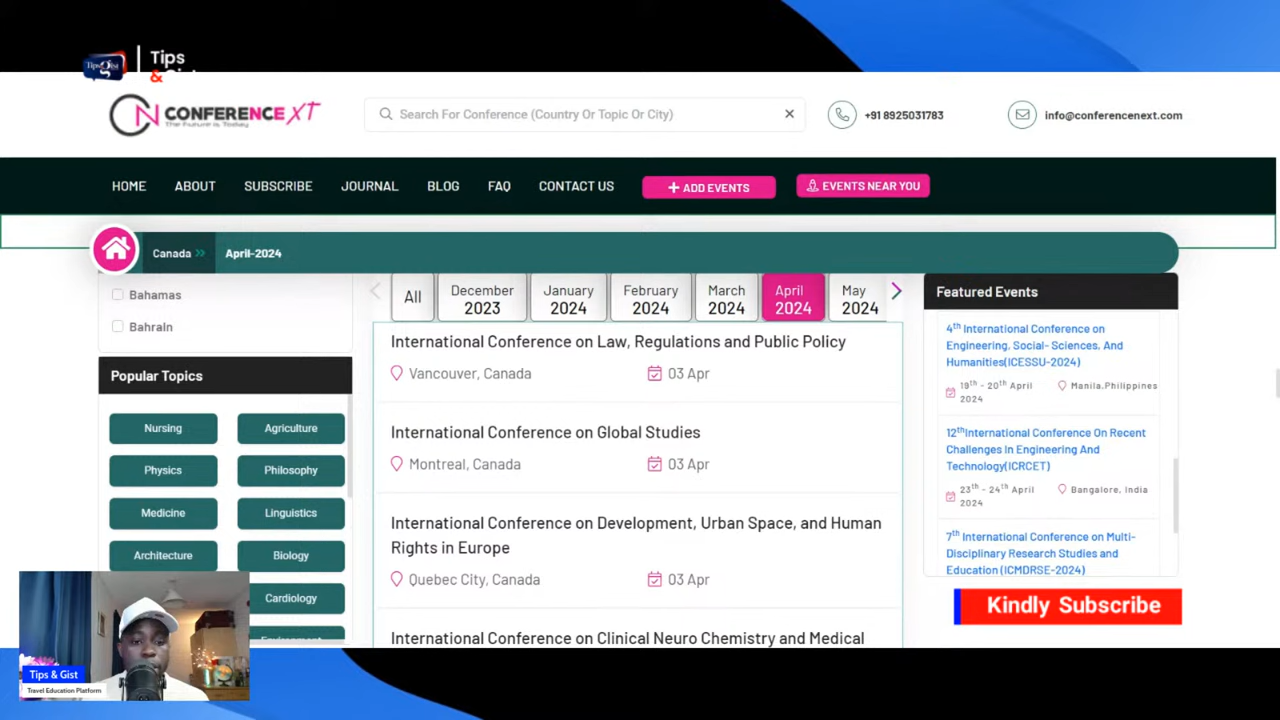 Tips
Tips gist
& Gist
CONFERENCE XT
The Future is Today
Search For Conference (Country Or Topic Or City)
+91 8925031783
info@conferencenext.com
HOME
ABOUT
SUBSCRIBE
JOURNAL
BLOG
FAQ
CONTACT US
ADD EVENTS
EVENTS NEAR YOU
Canada »
April-2024
Bahamas
Bahrain
Popular Topics
Nursing
Agriculture
Physics
Philosophy
Medicine
Linguistics
Architecture
Biology
Cardiology
Environment
All
December
2023
January
2024
February
2024
March
2024
April
2024
May
2024
International Conference on Law, Regulations and Public Policy
Vancouver, Canada
03 Apr
International Conference on Global Studies
Montreal, Canada
03 Apr
International Conference on Development, Urban Space, and Human
Rights in Europe
Quebec City, Canada
03 Apr
International Conference on Clinical Neuro Chemistry and Medical
Featured Events
4th International Conference on
Engineering, Social- Sciences, And
Humanities(ICESSU-2024)
19th - 20th April
2024
Manila,Philippines
12thInternational Conference On Recent
Challenges In Engineering And
Technology(ICRCET)
23th - 24th April
2024
Bangalore, India
7th International Conference on Multi-
Disciplinary Research Studies and
Education (ICMDRSE-2024)
Kindly Subscribe
Tips & Gist
Travel Education Platform